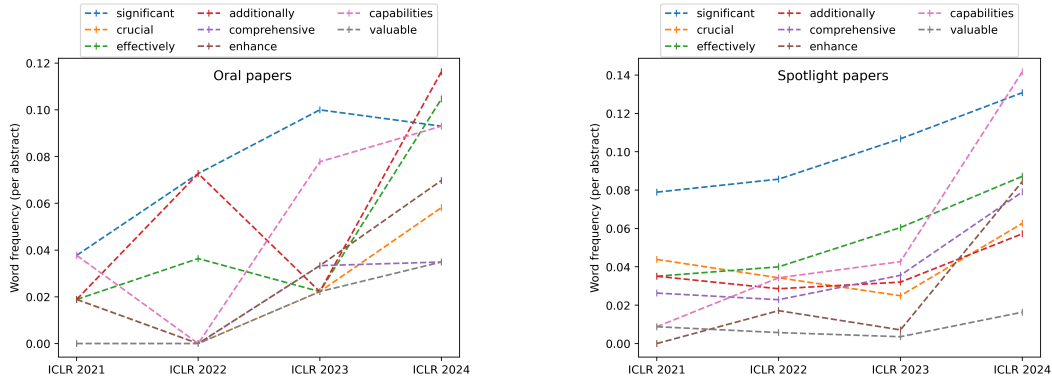 significant
crucial
effectively
additionally
comprehensive
enhance
capabilities
valuable
Oral papers
Word frequency (per abstract)
0.12
0.10
0.08
0.06
0.04
0.02
0.00
ICLR 2021
ICLR 2022
ICLR 2023
ICLR 2024
significant
crucial
effectively
additionally
comprehensive
enhance
capabilities
valuable
Spotlight papers
Word frequency (per abstract)
0.14
0.12
0.10
0.08
0.06
0.04
0.02
0.00
ICLR 2021
ICLR 2022
ICLR 2023
ICLR 2024